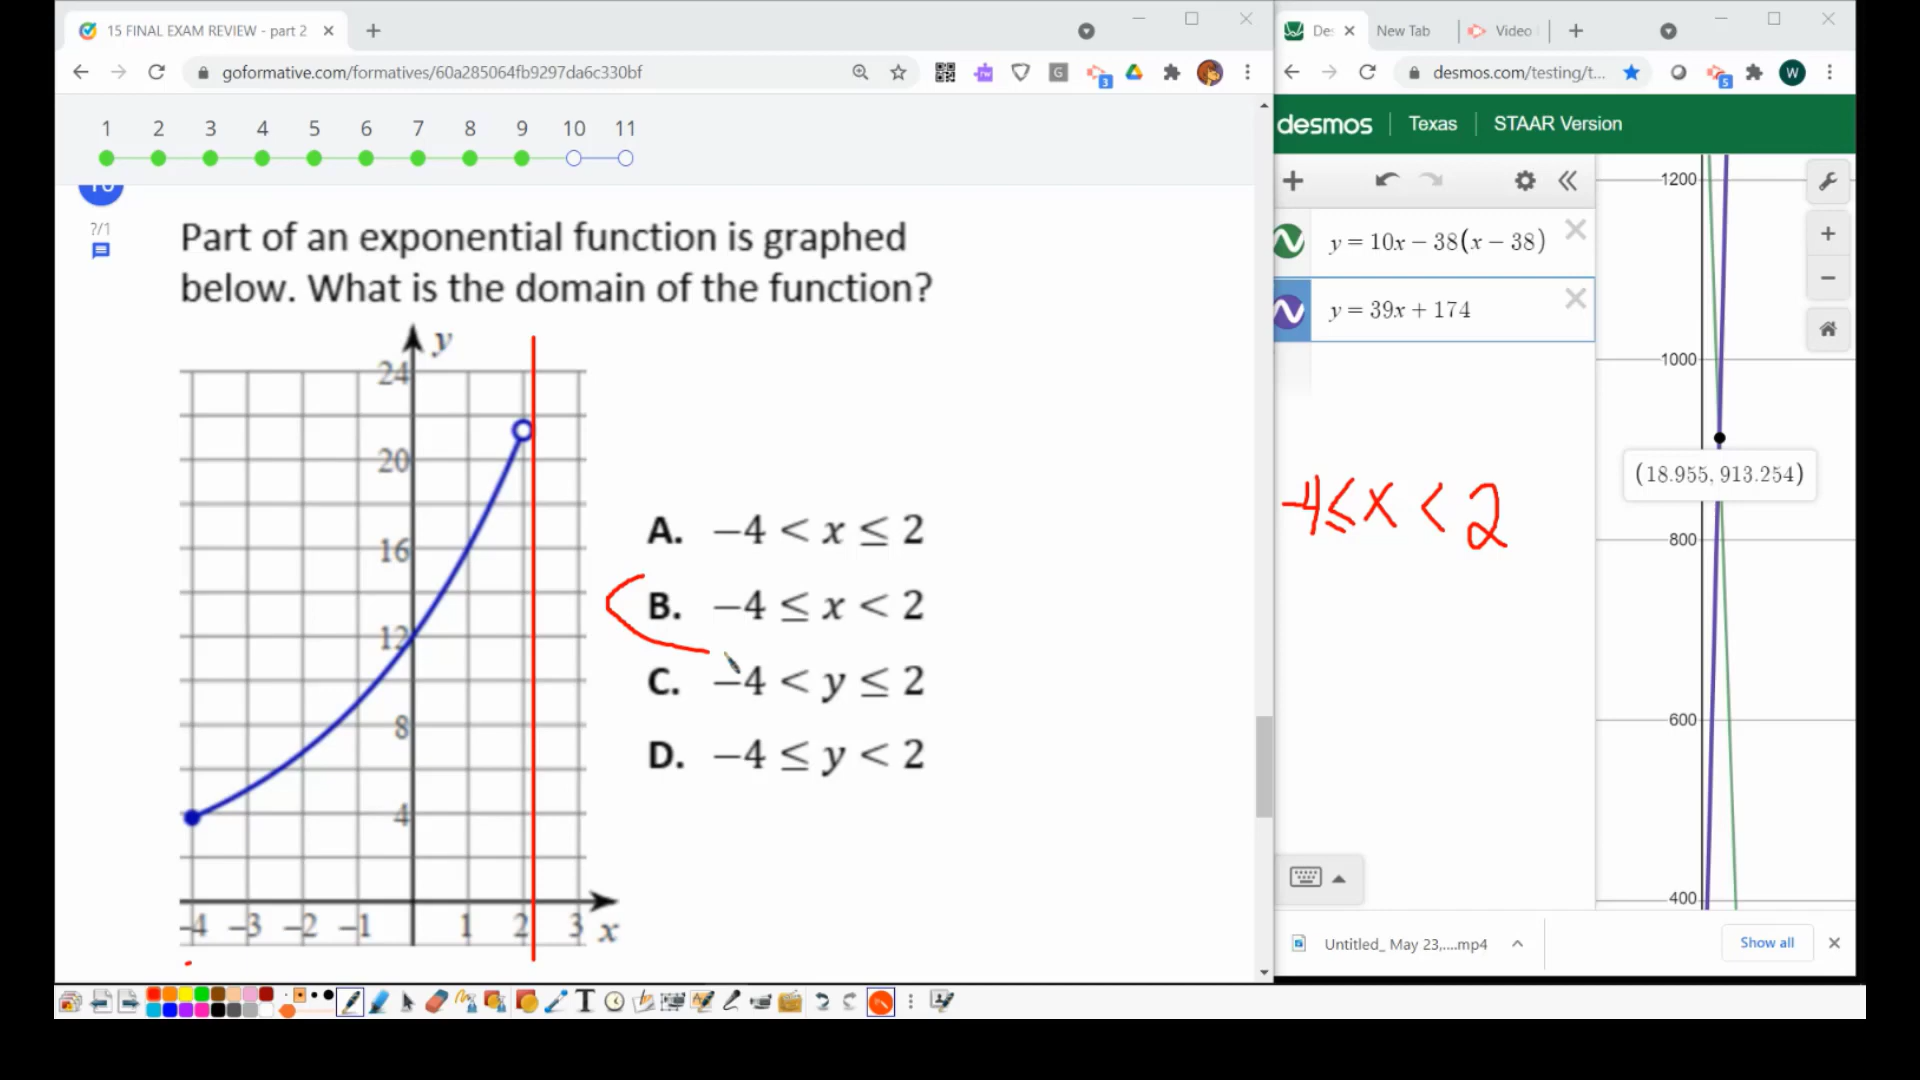 15 FINAL EXAM REVIEW - part 2
goformative.com/formatives/60a285064fb9297da6c330bf
G
3
1 2 3 4 5 6 7 8 9 10 11
?/1
Part of an exponential function is graphed
below. What is the domain of the function?
y
24
20
16
12
8
4
-4 -3 -2 -1 1 2 3 x
A. −4 < x ≤ 2
B. −4 ≤ x < 2
C. −4 < y ≤ 2
D. −4 ≤ y < 2
New Tab
Video
desmos.com/testing/t...
5
W
desmos Texas STAAR Version
y = 10x − 38(x − 38)
y = 39x + 174
-4 ≤ x < 2
1200
1000
(18.955, 913.254)
800
600
400
Untitled_ May 23,....mp4
Show all
T